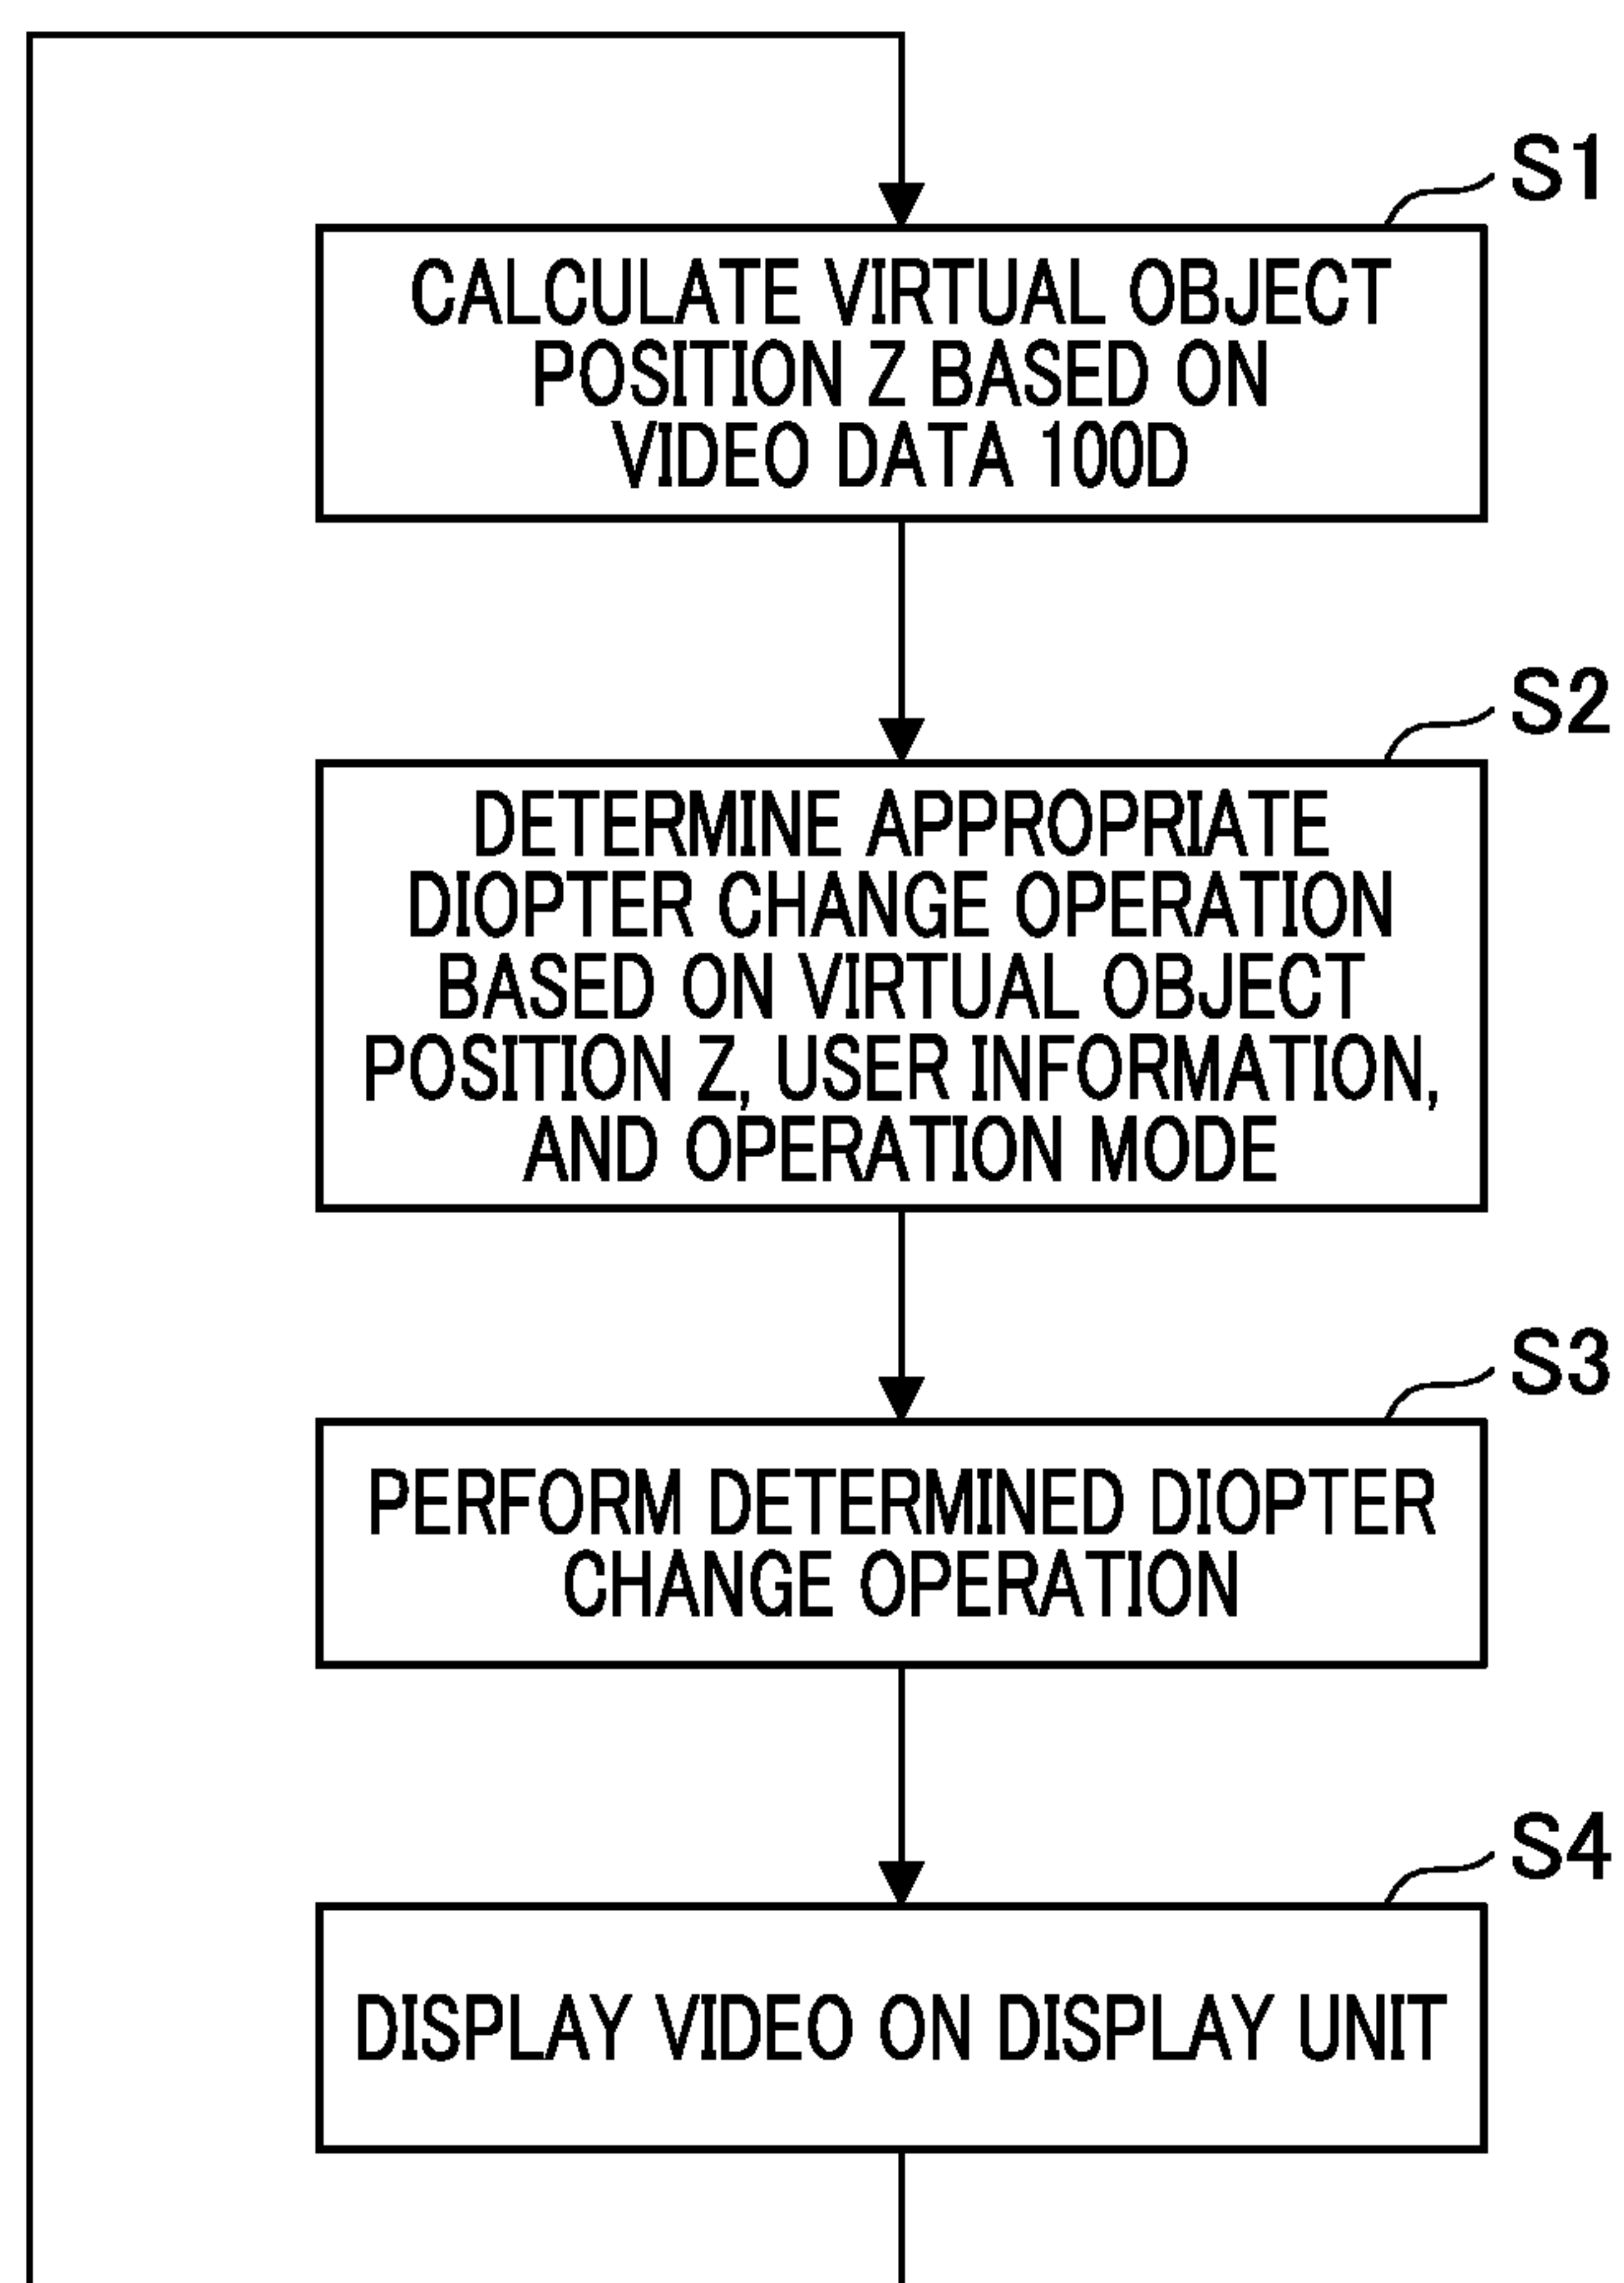 S1
CALCULATE VIRTUAL OBJECT
POSITION Z BASED ON
VIDEO DATA 100D
S2
DETERMINE APPROPRIATE
DIOPTER CHANGE OPERATION
BASED ON VIRTUAL OBJECT
POSITION Z, USER INFORMATION,
AND OPERATION MODE
S3
PERFORM DETERMINED DIOPTER
CHANGE OPERATION
S4
DISPLAY VIDEO ON DISPLAY UNIT